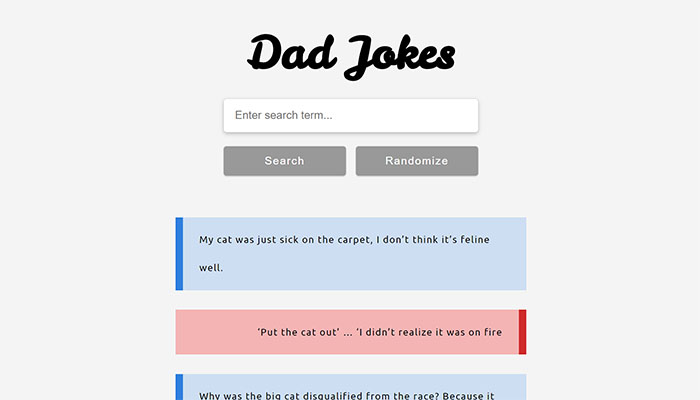 Dad Jokes
Enter search term...
Search
Randomize
My cat was just sick on the carpet, I don’t think it’s feline
well.
‘Put the cat out’ ... ‘I didn’t realize it was on fire
Why was the big cat disqualified from the race? Because it